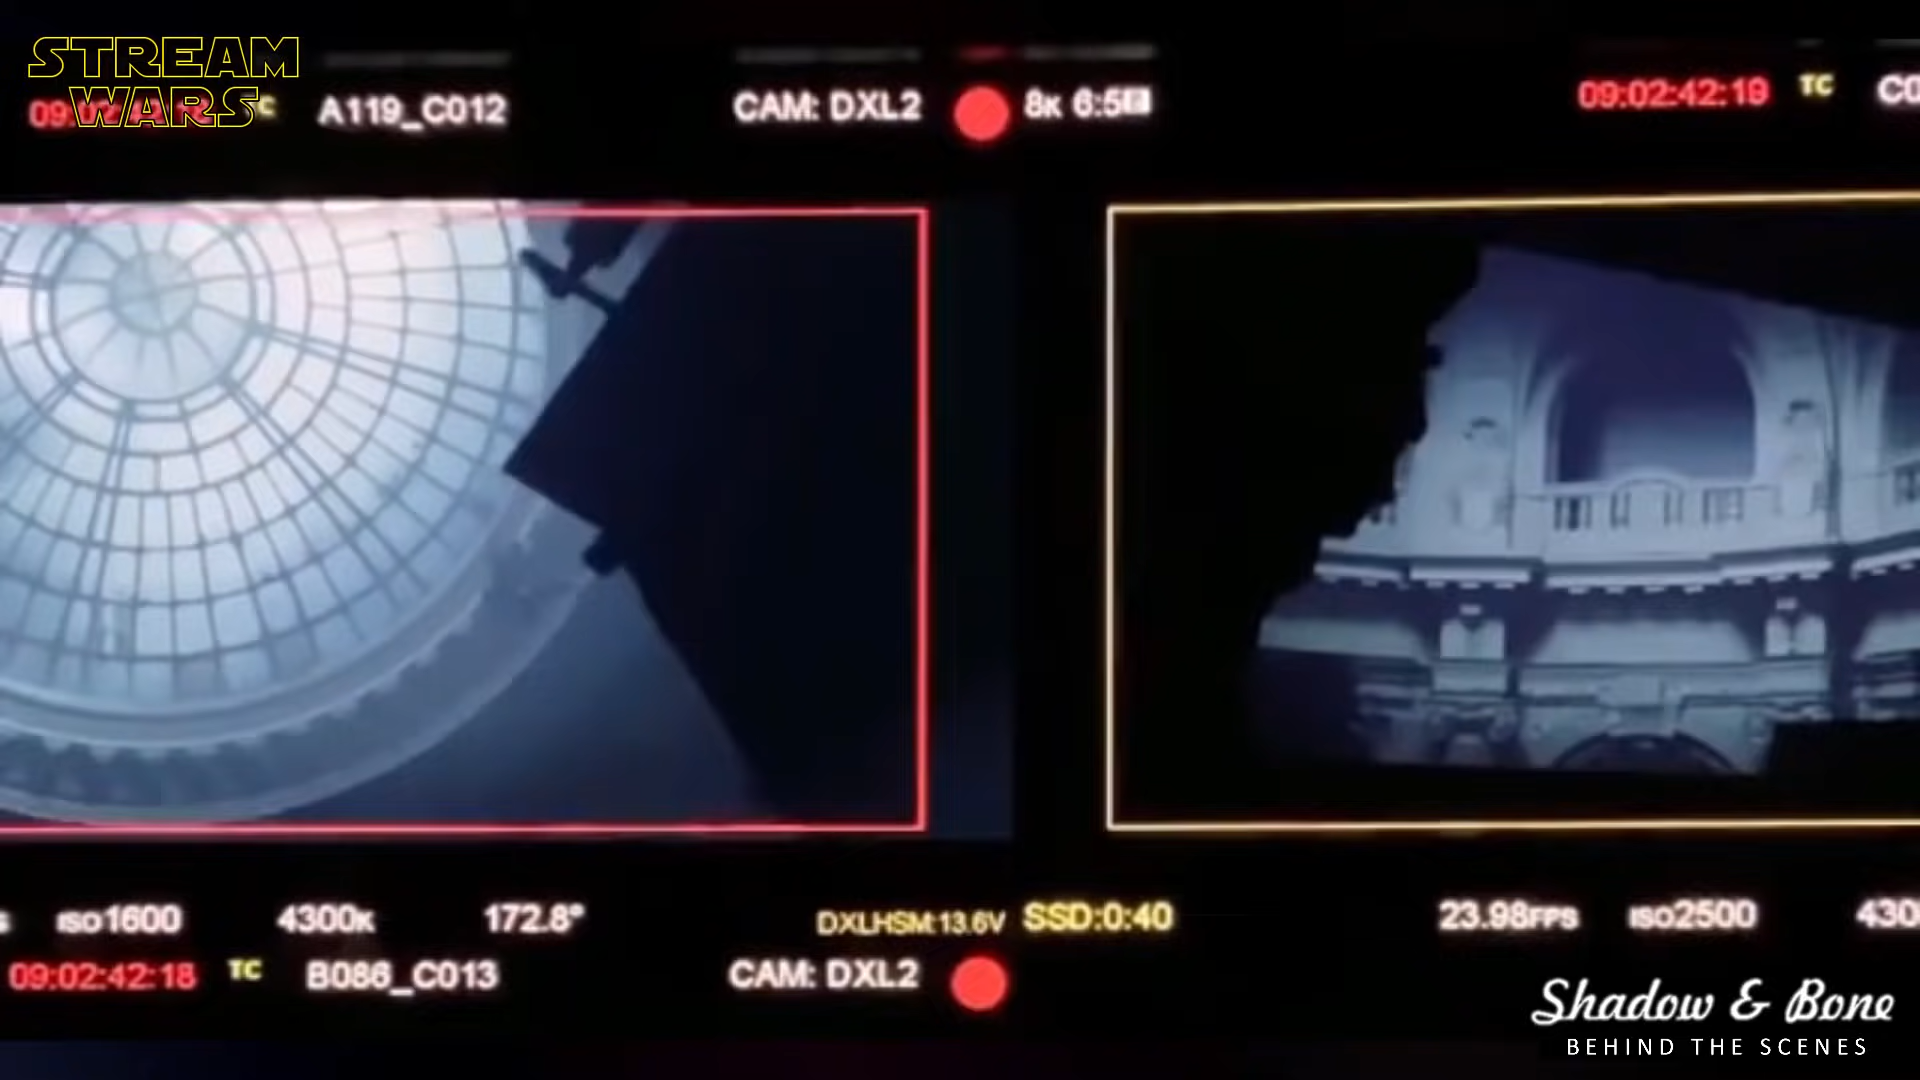 STREAM
WARS
A119_C012
CAM: DXL2
8K 6:5
09:02:42:19 TC
ISO1600 4300K 172.8°
DXLHSM:13.6V SSD:0:40
23.98FPS ISO2500
09:02:42:18 TC B086_C013
CAM: DXL2
Shadow & Bone
BEHIND THE SCENES